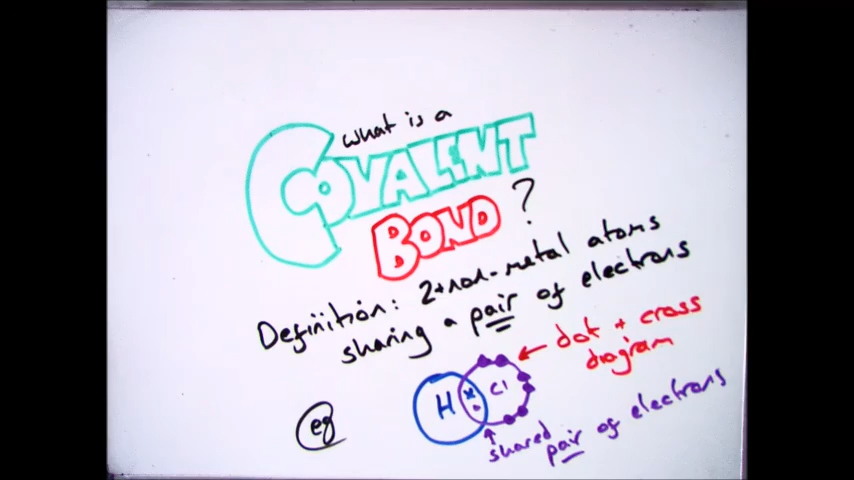 what is a
COVALENT
BOND?
Definition: 2+non-metal atoms
sharing a pair of electrons
dot + cross
diagram
eg
H
Cl
shared
pair of electrons